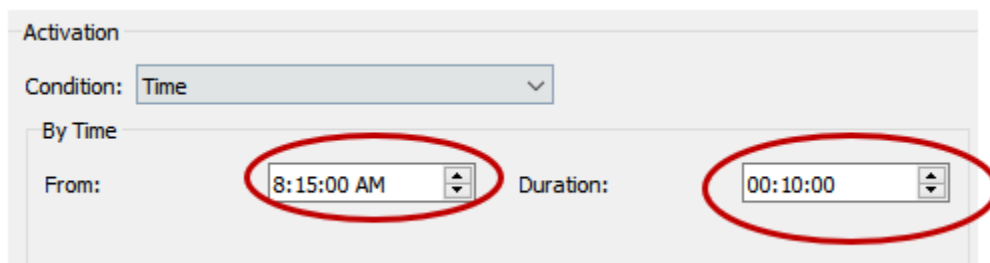 Activation
Condition: Time
By Time
From: 8:15:00 AM Duration: 00:10:00